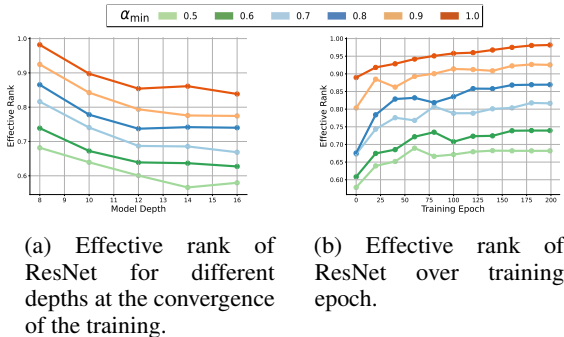 α_min 0.5 0.6 0.7 0.8 0.9 1.0
1.0
0.9
0.8
0.7
0.6
Effective Rank
8 9 10 11 12 13 14 15 16
Model Depth
1.00
0.95
0.90
0.85
0.80
0.75
0.70
0.65
0.60
Effective Rank
0 25 50 75 100 125 150 175 200
Training Epoch
(a) Effective rank of
ResNet for different
depths at the convergence
of the training.
(b) Effective rank of
ResNet over training
epoch.